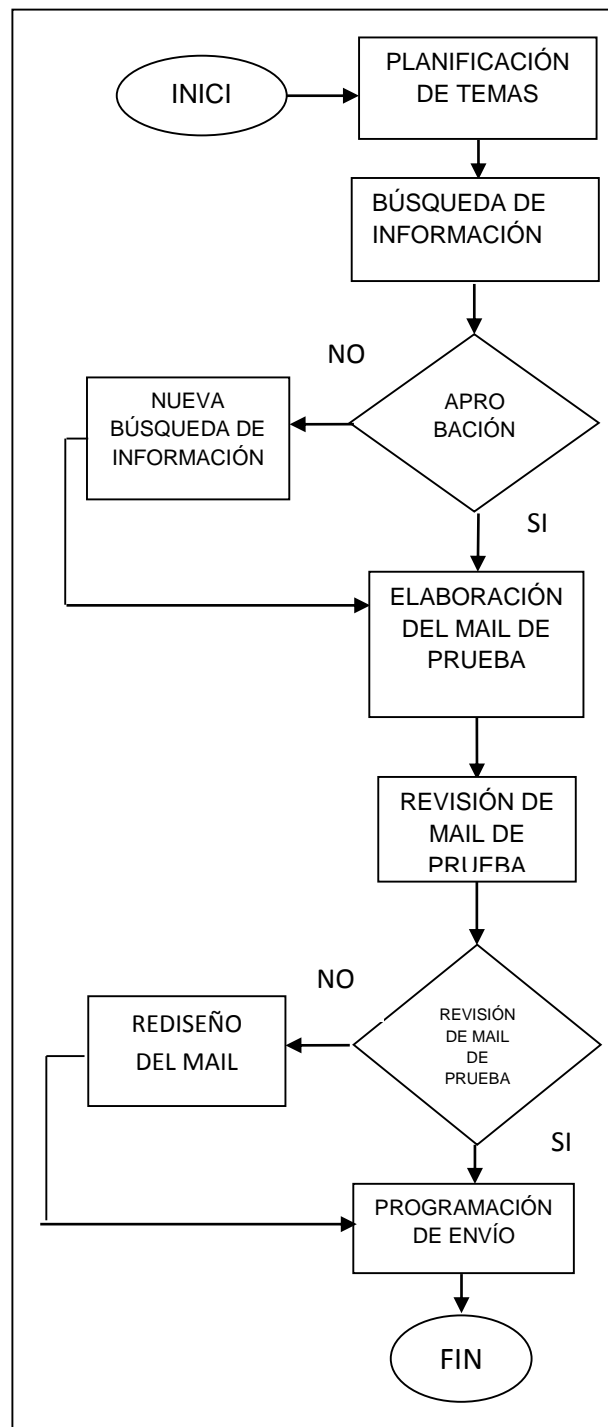 INICI
PLANIFICACIÓN
DE TEMAS
BÚSQUEDA DE
INFORMACIÓN
NO
APRO
BACIÓN
NUEVA
BÚSQUEDA DE
INFORMACIÓN
SI
ELABORACIÓN
DEL MAIL DE
PRUEBA
REVISIÓN DE
MAIL DE
PRUEBA
NO
REVISIÓN
DE MAIL
DE
PRUEBA
REDISEÑO
DEL MAIL
SI
PROGRAMACIÓN
DE ENVÍO
FIN